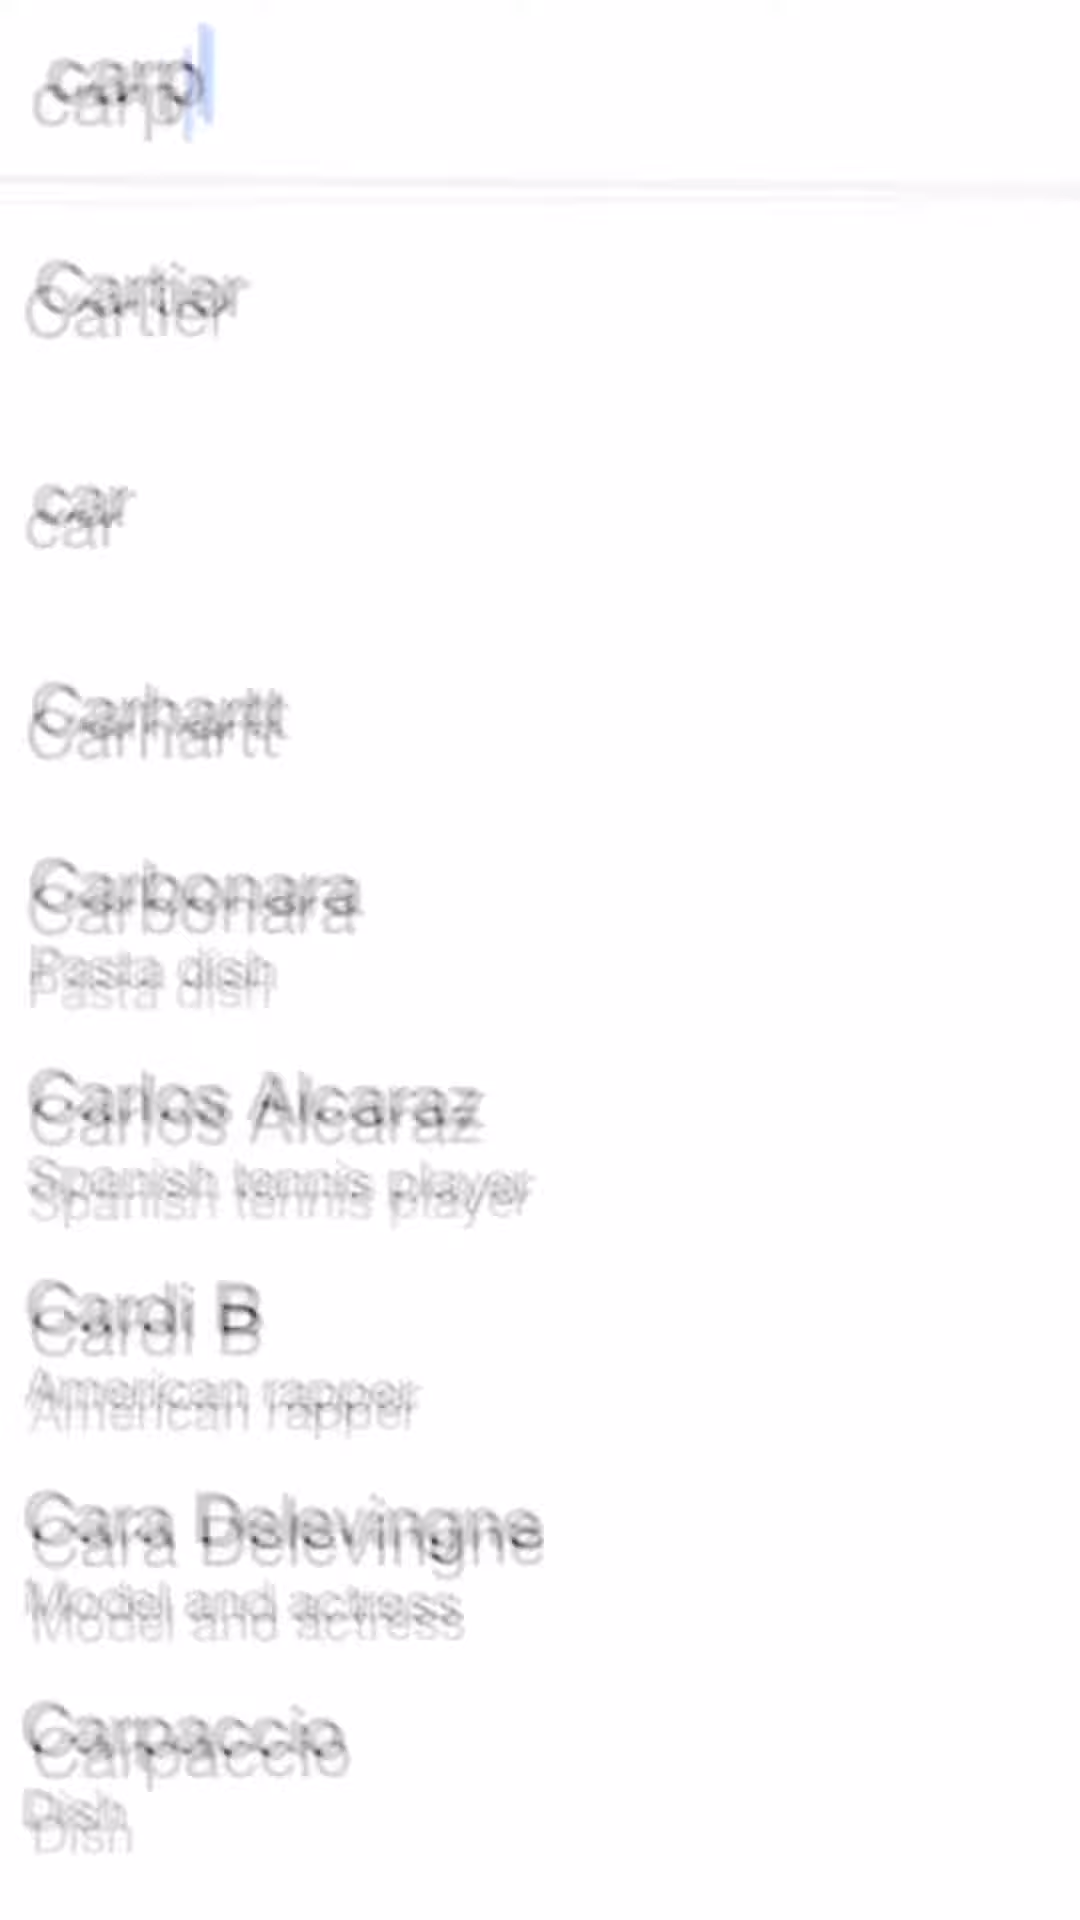 carp
Cartier
car
Carhartt
Carbonara
Pasta dish
Carlos Alcaraz
Spanish tennis player
Cardi B
American rapper
Cara Delevingne
Model and actress
Carpaccio
Dish